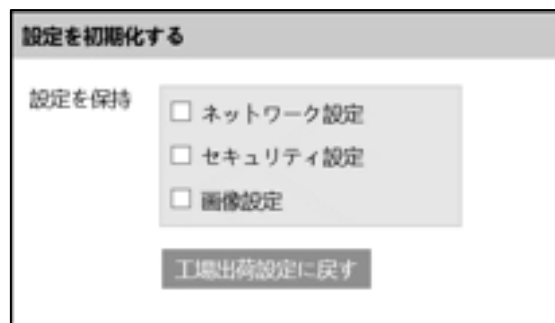 設定を初期化する
設定を保持
ネットワーク設定
セキュリティ設定
画像設定
工場出荷設定に戻す